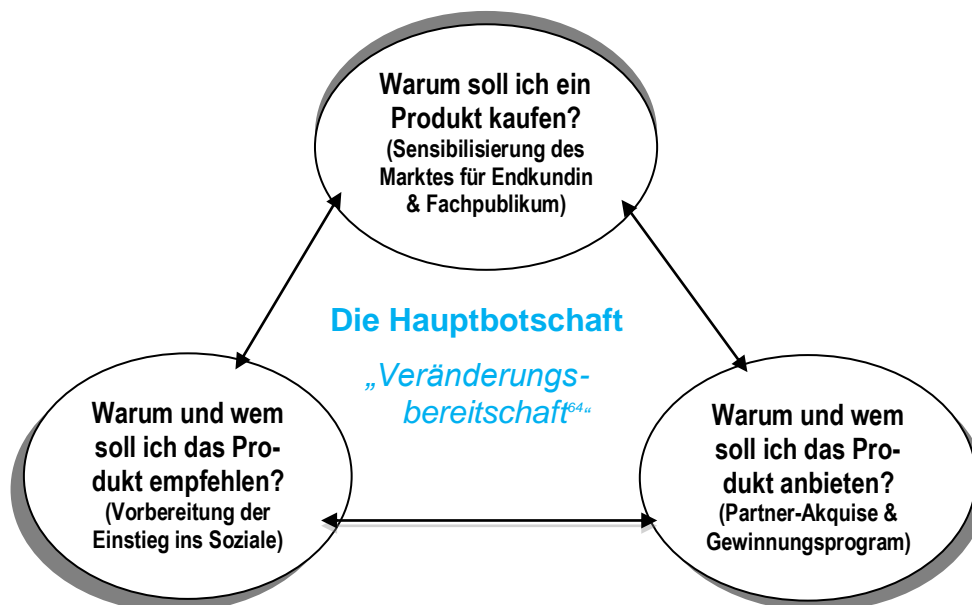 Warum soll ich ein
Produkt kaufen?
(Sensibilisierung des
Marktes für Endkundin
& Fachpublikum)
Die Hauptbotschaft
„Veränderungs-
bereitschaft⁶⁴“
Warum und wem
soll ich das Pro-
dukt empfehlen?
(Vorbereitung der
Einstieg ins Soziale)
Warum und wem
soll ich das Pro-
dukt anbieten?
(Partner-Akquise &
Gewinnungsprogram)